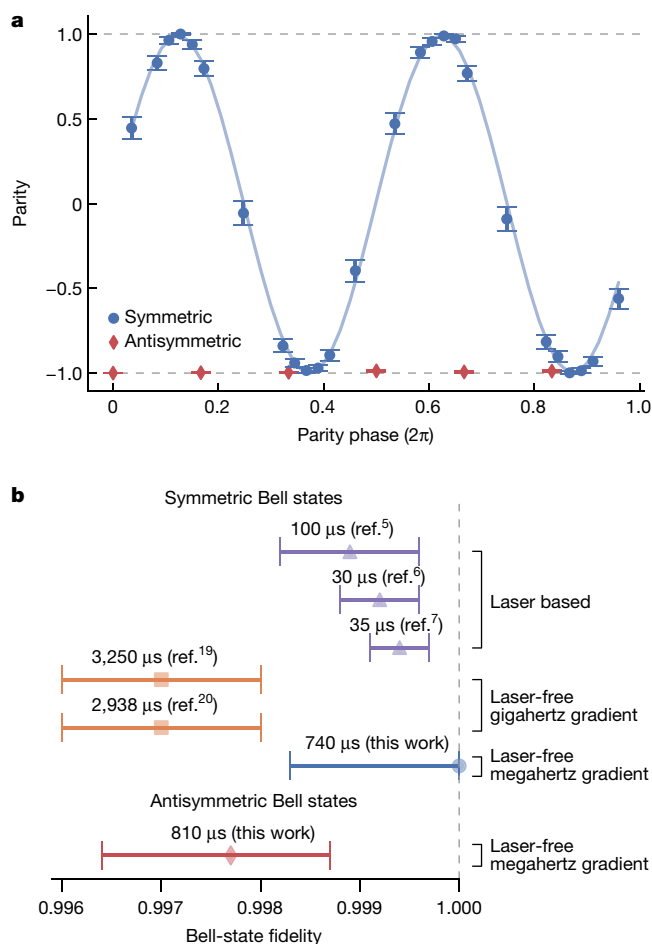 a
1.0
0.5
0
−0.5
−1.0
Parity
Symmetric
Antisymmetric
0
0.2
0.4
0.6
0.8
1.0
Parity phase (2π)
b
Symmetric Bell states
100 μs (ref.5)
30 μs (ref.6)
35 μs (ref.7)
Laser based
3,250 μs (ref.19)
2,938 μs (ref.20)
Laser-free
gigahertz gradient
740 μs (this work)
Laser-free
megahertz gradient
Antisymmetric Bell states
810 μs (this work)
Laser-free
megahertz gradient
0.996
0.997
0.998
0.999
1.000
Bell-state fidelity